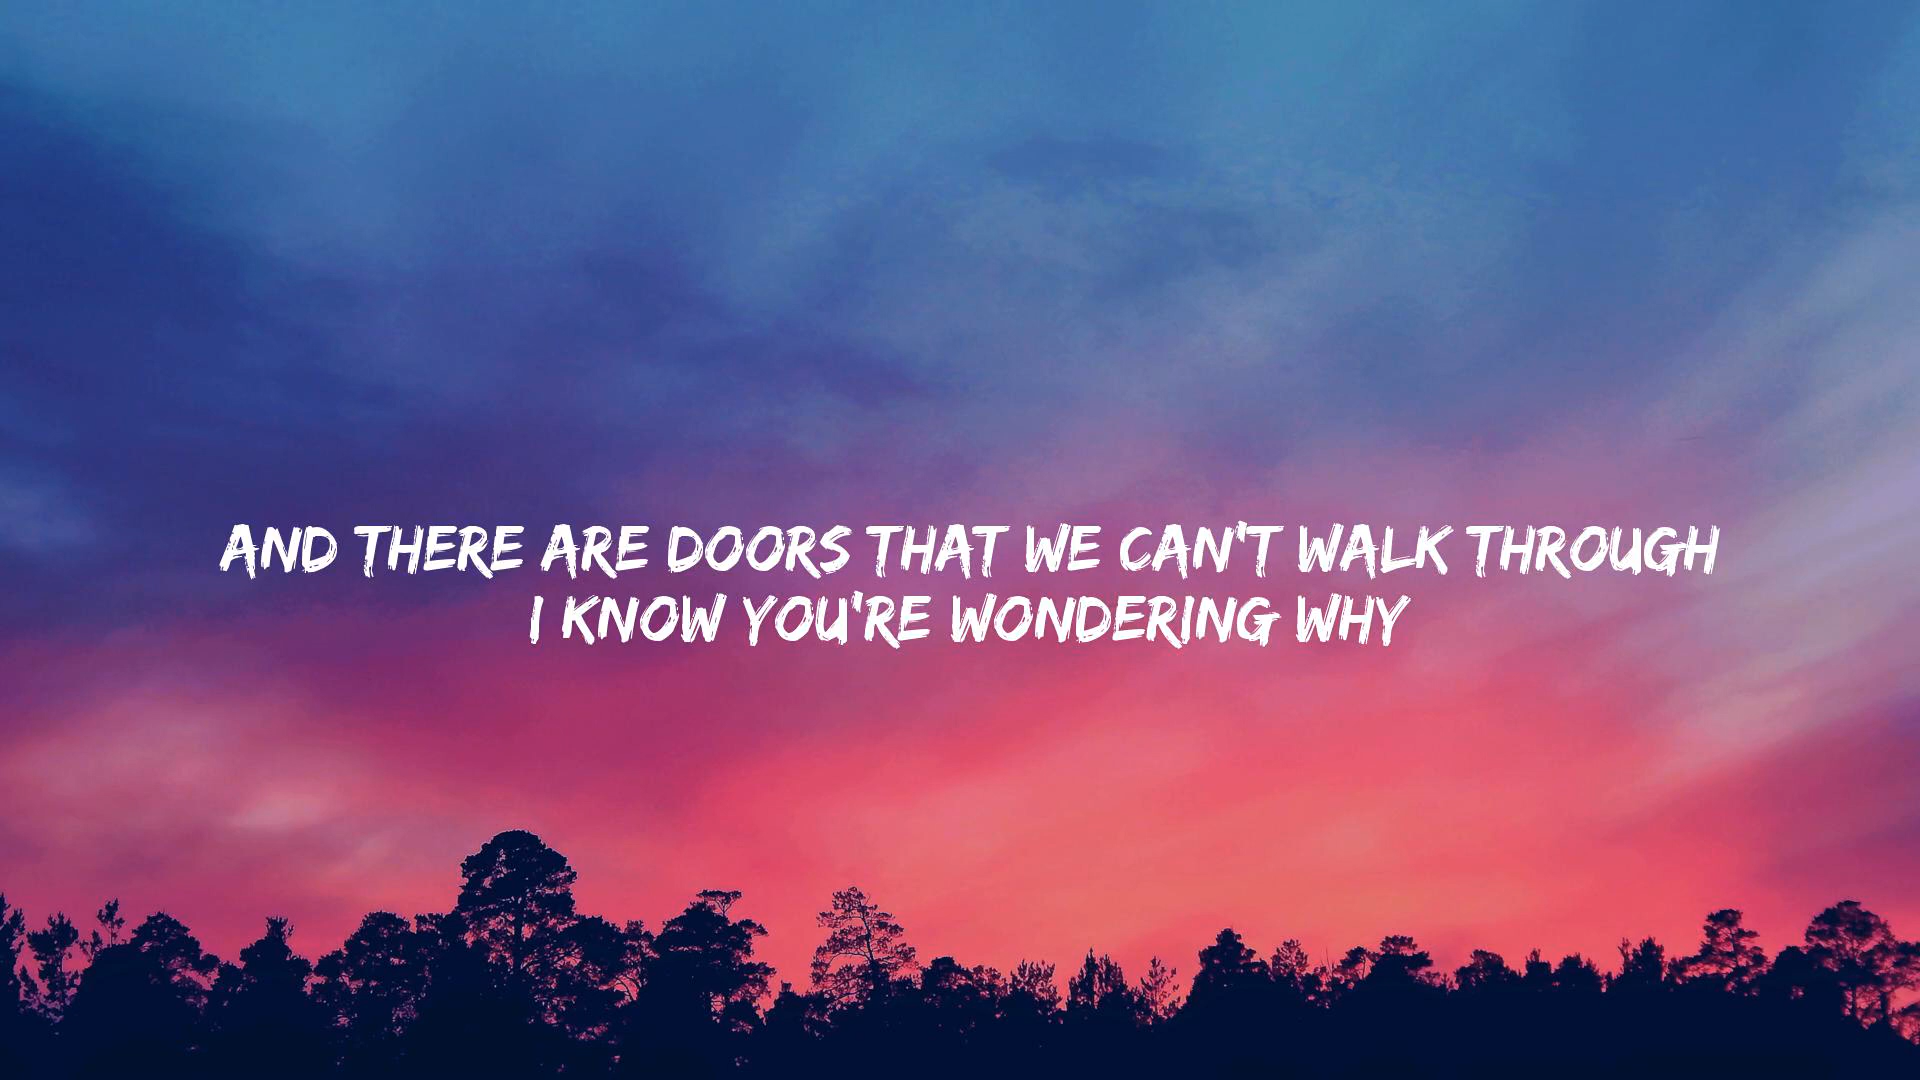 AND THERE ARE DOORS THAT WE CAN'T WALK THROUGH
I KNOW YOU'RE WONDERING WHY